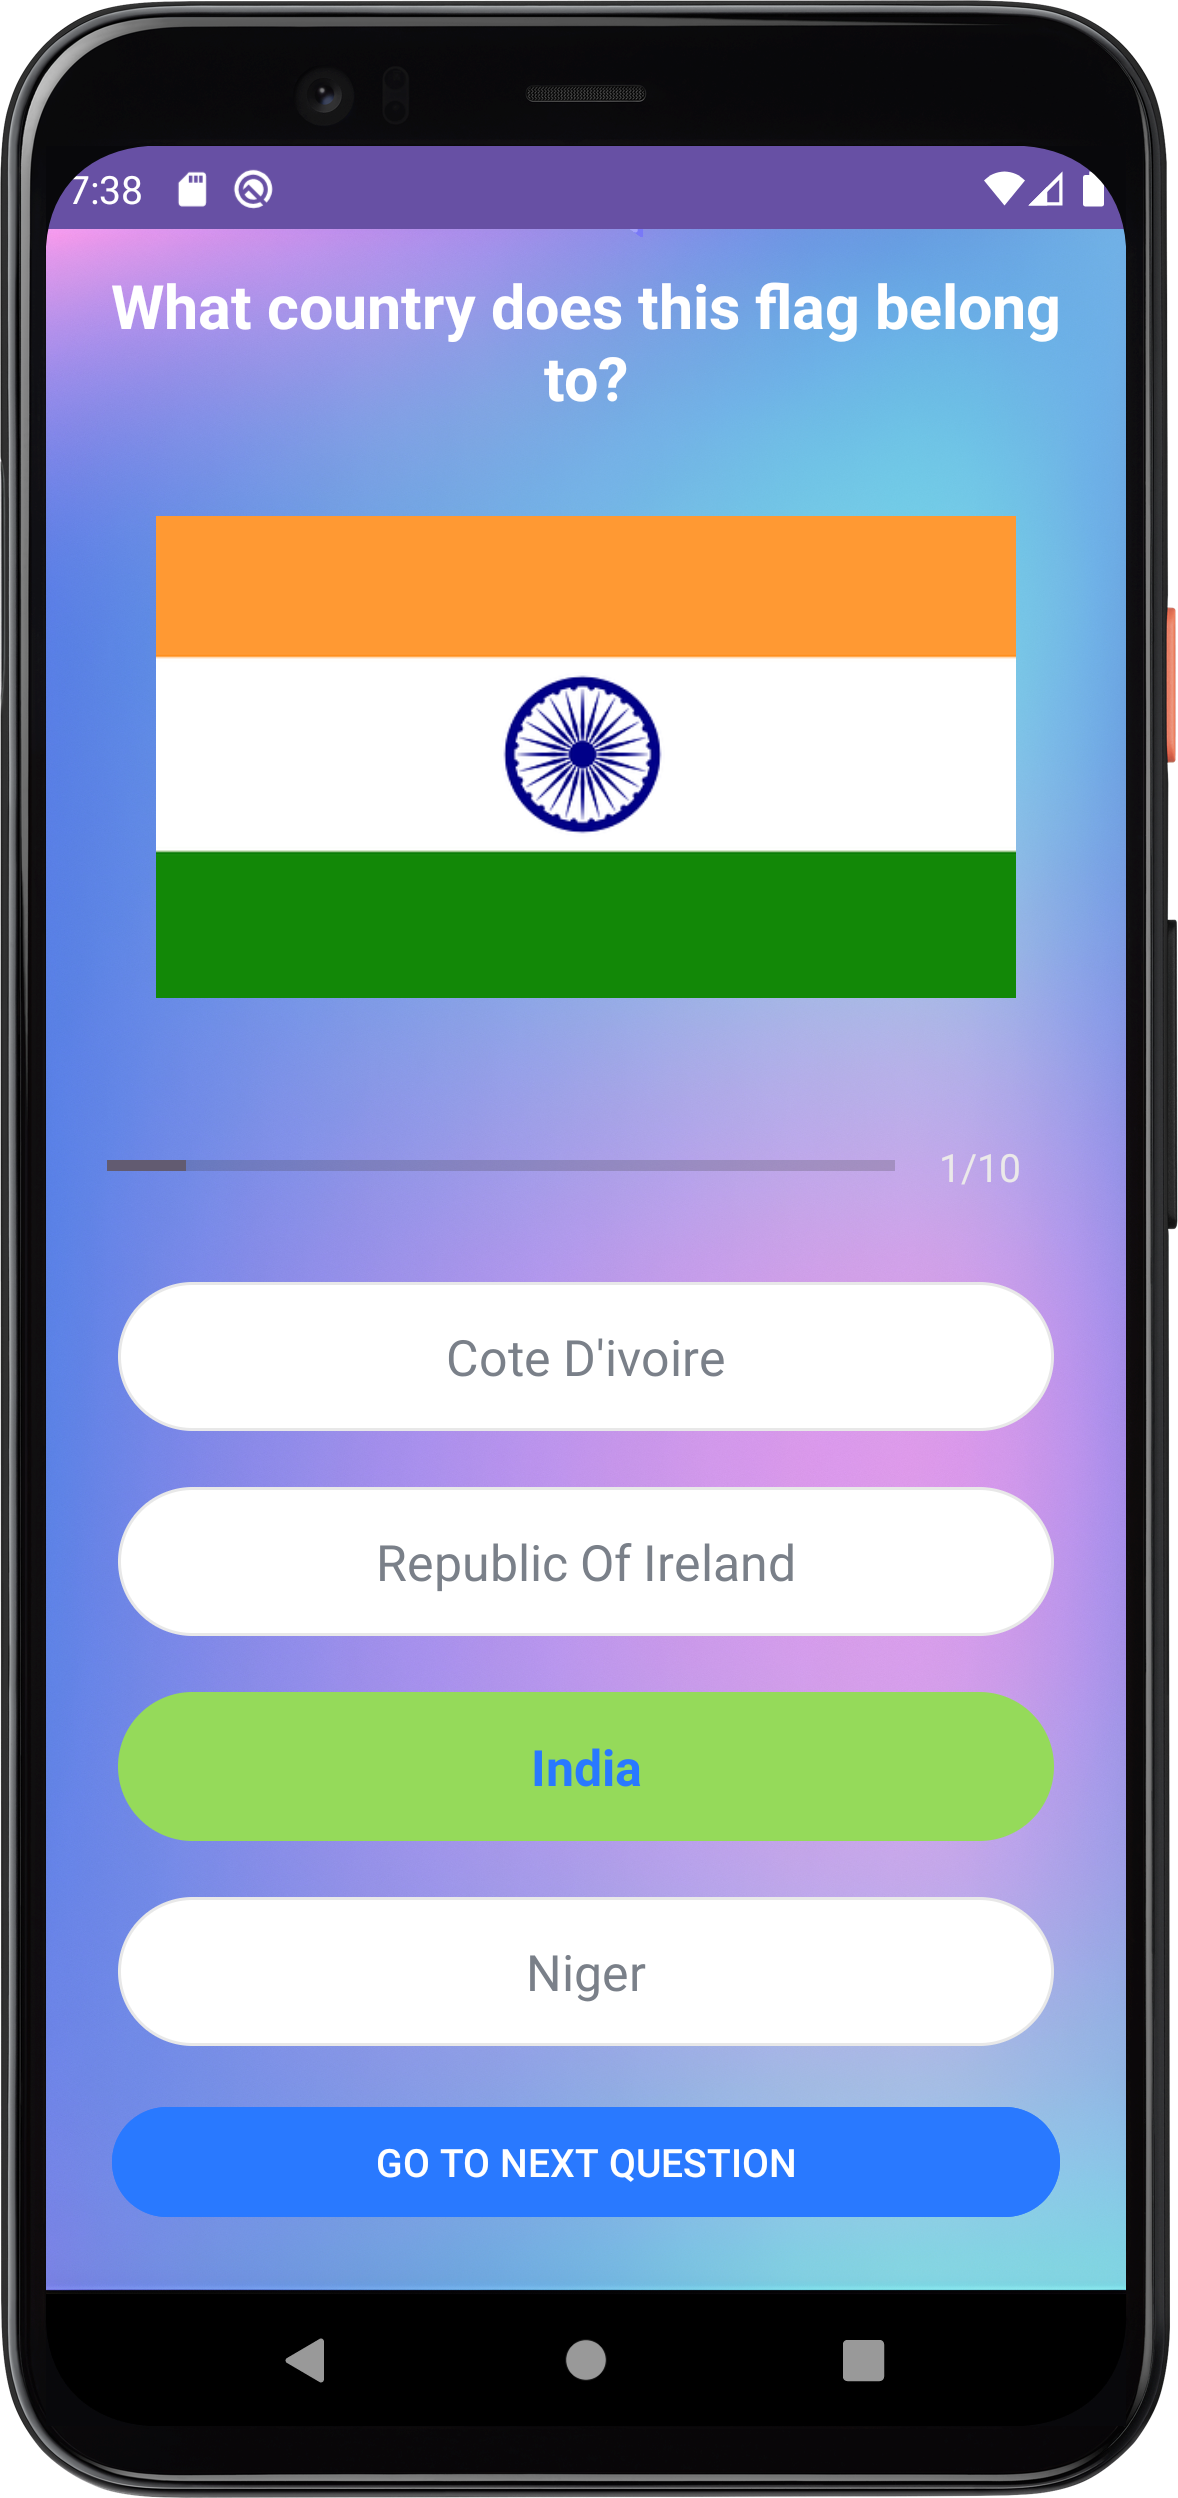 7:38
What country does this flag belong
to?
1/10
Cote D'ivoire
Republic Of Ireland
India
Niger
GO TO NEXT QUESTION